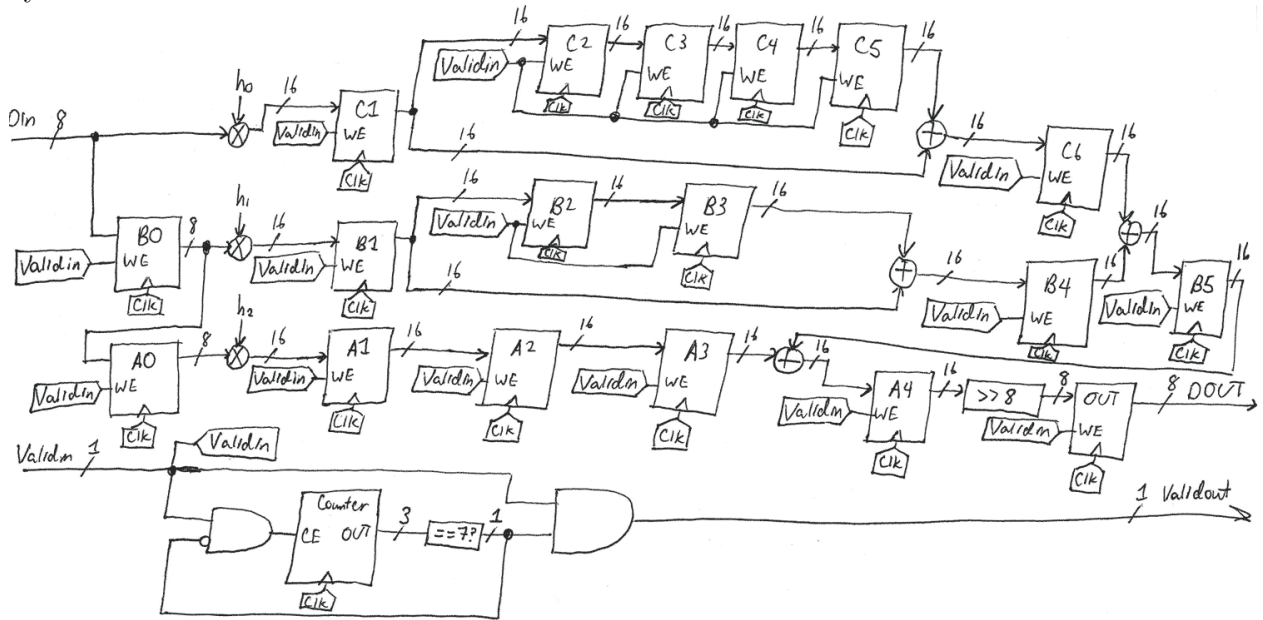 16 16 16 16 16
C2 C3 C4 C5
Validin WE WE WE WE
Clk Clk Clk Clk
h0 16 C1
Din 8 Validin WE
Clk
16 16 C6 16
Validin WE
Clk
h1 16 16 B2 16 B3 16
B0 8 16 B1 Validin WE WE
Validin WE Validin WE Clk Clk
Clk Clk 16
16 B4 16 16 B5 16
Validin WE Validin WE
Clk Clk
h2
A0 8 16 A1 16 A2 16 A3 16 16
Validin WE Validin WE Validin WE Validin WE
Clk Clk Clk Clk
A4 16 >>8 8 OUT 8 DOUT
Validin WE Validin WE
Clk Clk
Validin 1 Validin
Counter
CE OUT 3 ==7? 1
Clk
1 Validout